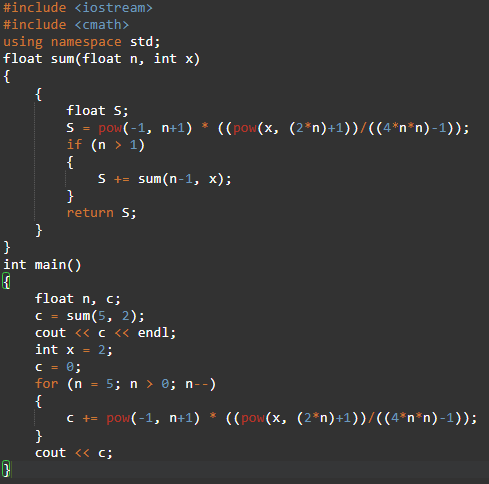 #include <iostream>
#include <cmath>
using namespace std;
float sum(float n, int x)
{
    {
        float S;
        S = pow(-1, n+1) * ((pow(x, (2*n)+1))/((4*n*n)-1));
        if (n > 1)
        {
            S += sum(n-1, x);
        }
        return S;
    }
}
int main()
{
    float n, c;
    c = sum(5, 2);
    cout << c << endl;
    int x = 2;
    c = 0;
    for (n = 5; n > 0; n--)
    {
        c += pow(-1, n+1) * ((pow(x, (2*n)+1))/((4*n*n)-1));
    }
    cout << c;
}